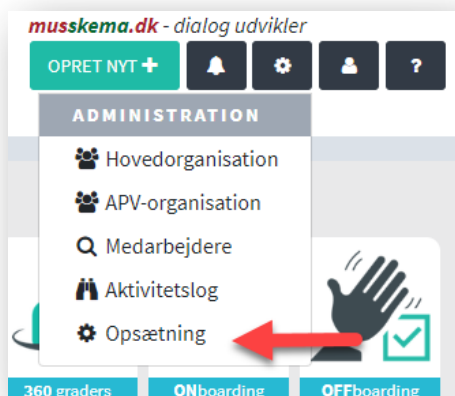 musskema.dk - dialog udvikler
OPRET NYT +
?
ADMINISTRATION
Hovedorganisation
APV-organisation
Medarbejdere
Aktivitetslog
Opsætning
360 graders
ONboarding
OFFboarding